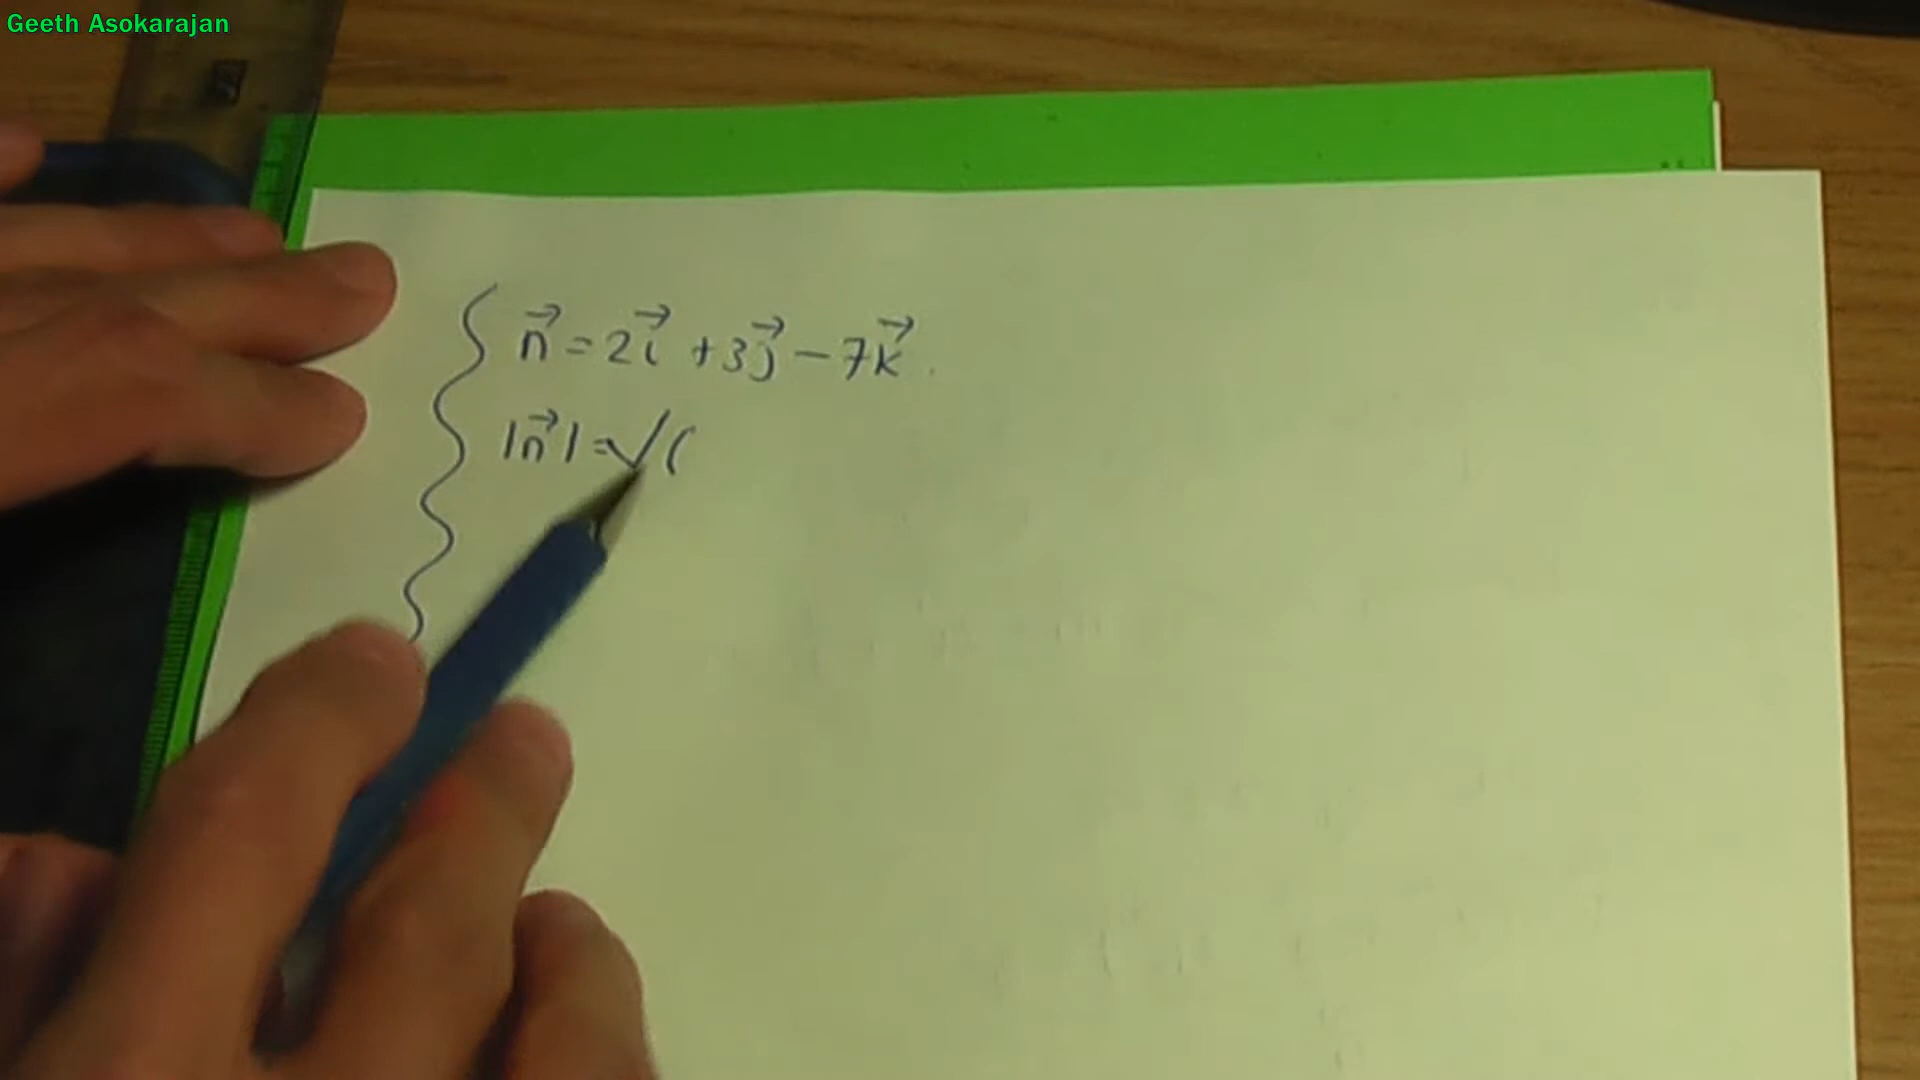 Geeth Asokarajan
n⃗ = 2i⃗ + 3j⃗ − 7k⃗.
|n⃗| = √(